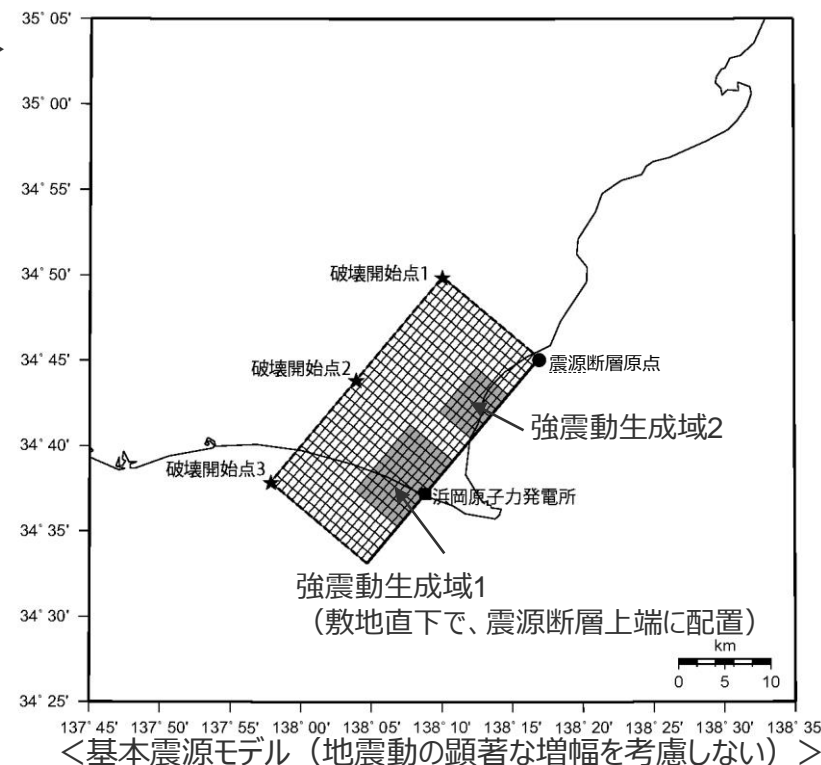 35˚ 05'
35˚ 00'
34˚ 55'
34˚ 50'
34˚ 45'
34˚ 40'
34˚ 35'
34˚ 30'
34˚ 25'
破壊開始点1
震源断層原点
破壊開始点2
強震動生成域2
破壊開始点3
浜岡原子力発電所
強震動生成域1
（敷地直下で、震源断層上端に配置）
km
0 5 10
137˚ 45' 137˚ 50' 137˚ 55' 138˚ 00' 138˚ 05' 138˚ 10' 138˚ 15' 138˚ 20' 138˚ 25' 138˚ 30' 138˚ 35'
＜基本震源モデル（地震動の顕著な増幅を考慮しない）＞